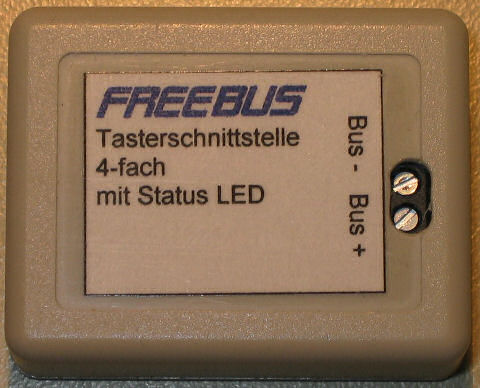 FREEBUS
Tasterschnittstelle
4-fach
mit Status LED
Bus - Bus +